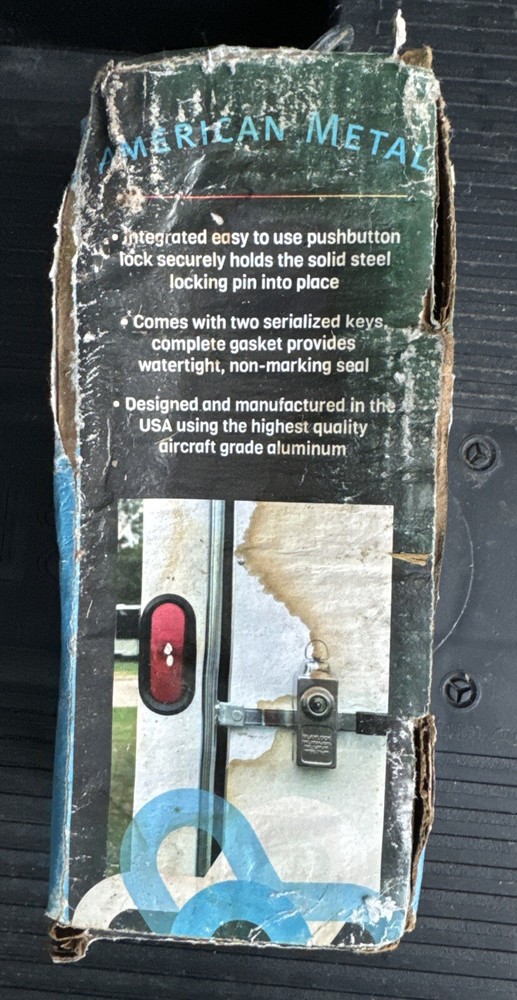 AMERICAN METAL
• Integrated easy to use pushbutton
lock securely holds the solid steel
locking pin into place
• Comes with two serialized keys,
complete gasket provides
watertight, non-marking seal
• Designed and manufactured in the
USA using the highest quality
aircraft grade aluminum